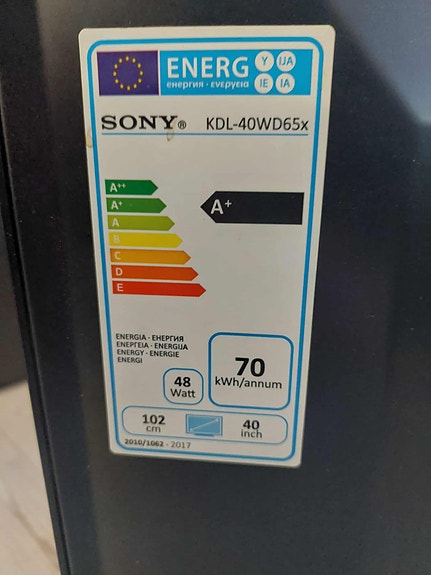 ENERG Y IJA IE IA
енергия · ενεργεια
SONY® KDL-40WD65x
A++
A+
A
B
C
D
E
A+
ENERGIA · ЕНЕРГИЯ
ΕΝΕΡΓΕΙΑ · ENERGIJA
ENERGY · ENERGIE
ENERGI
48
Watt
70
kWh/annum
102
cm
40
inch
2010/1062 - 2017